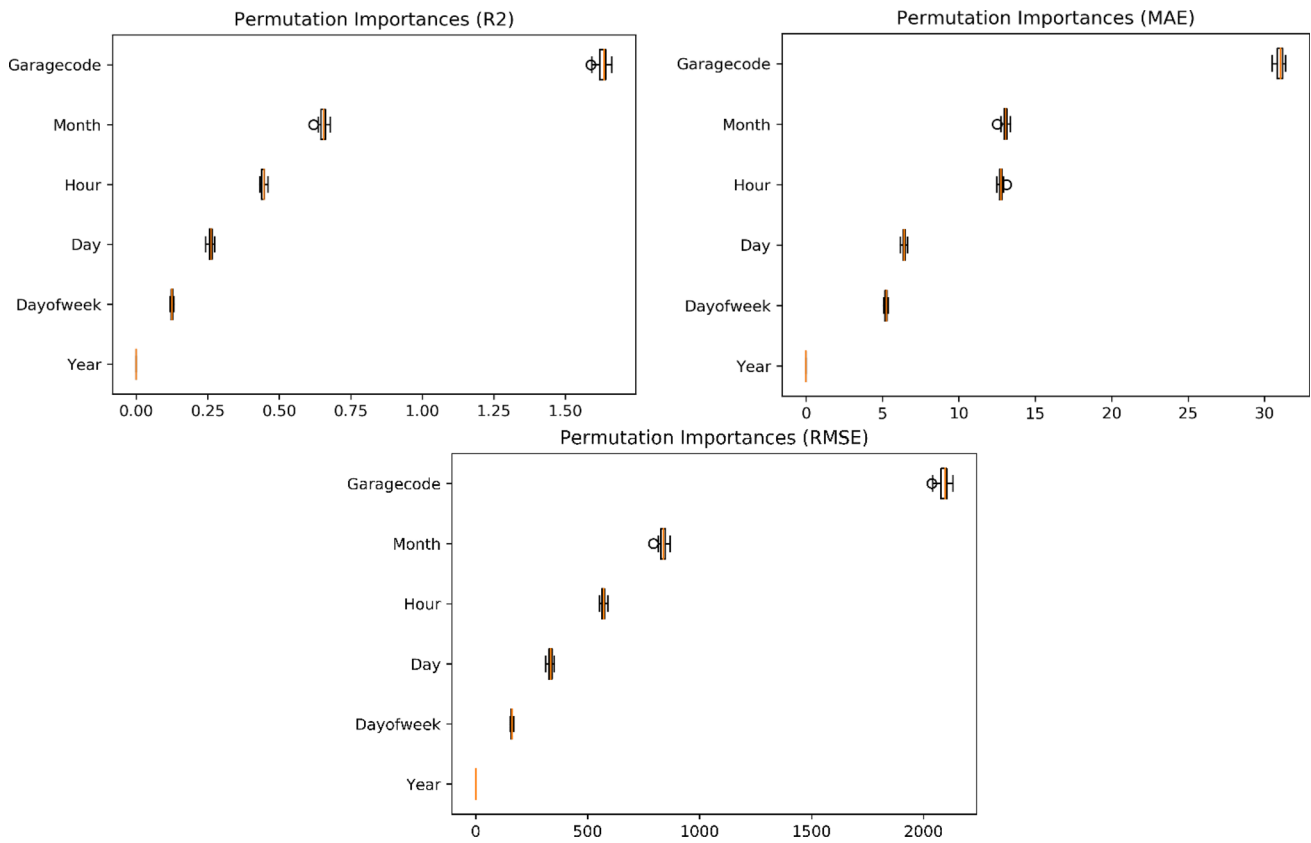 Permutation Importances (R2)
Garagecode
Month
Hour
Day
Dayofweek
Year
0.00 0.25 0.50 0.75 1.00 1.25 1.50
Permutation Importances (MAE)
Garagecode
Month
Hour
Day
Dayofweek
Year
0 5 10 15 20 25 30
Permutation Importances (RMSE)
Garagecode
Month
Hour
Day
Dayofweek
Year
0 500 1000 1500 2000